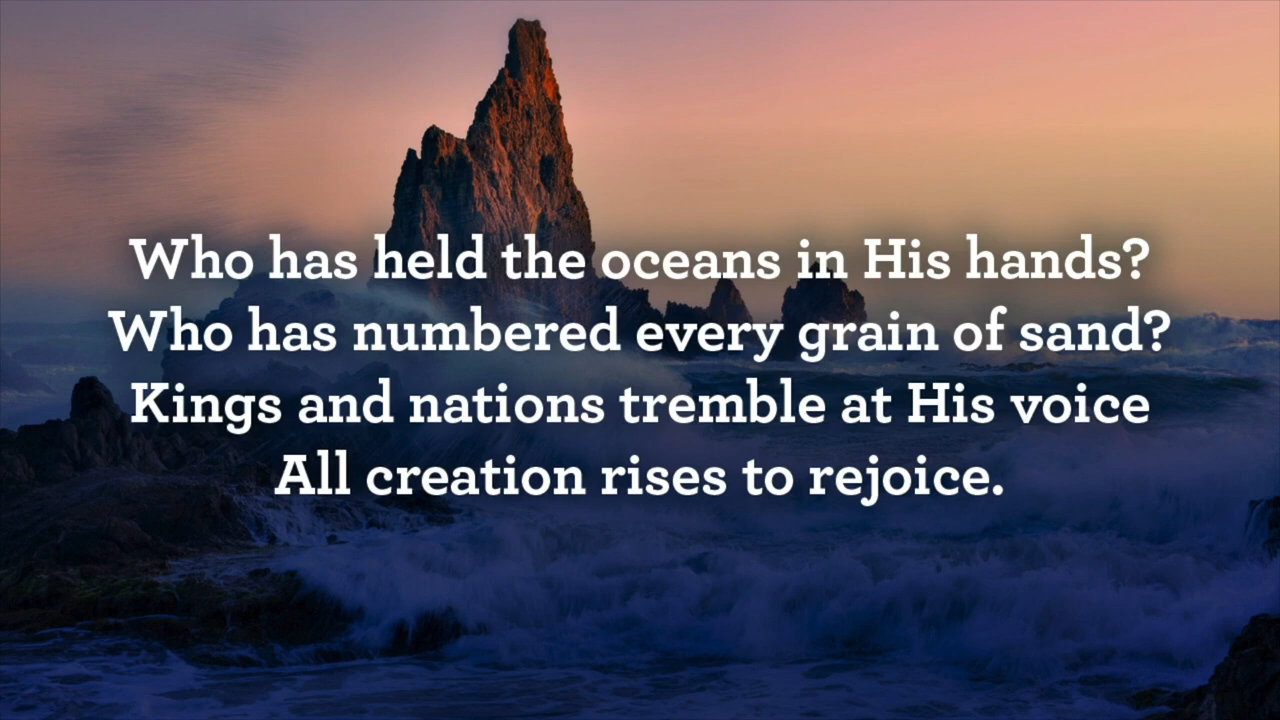 Who has held the oceans in His hands?
Who has numbered every grain of sand?
Kings and nations tremble at His voice
All creation rises to rejoice.